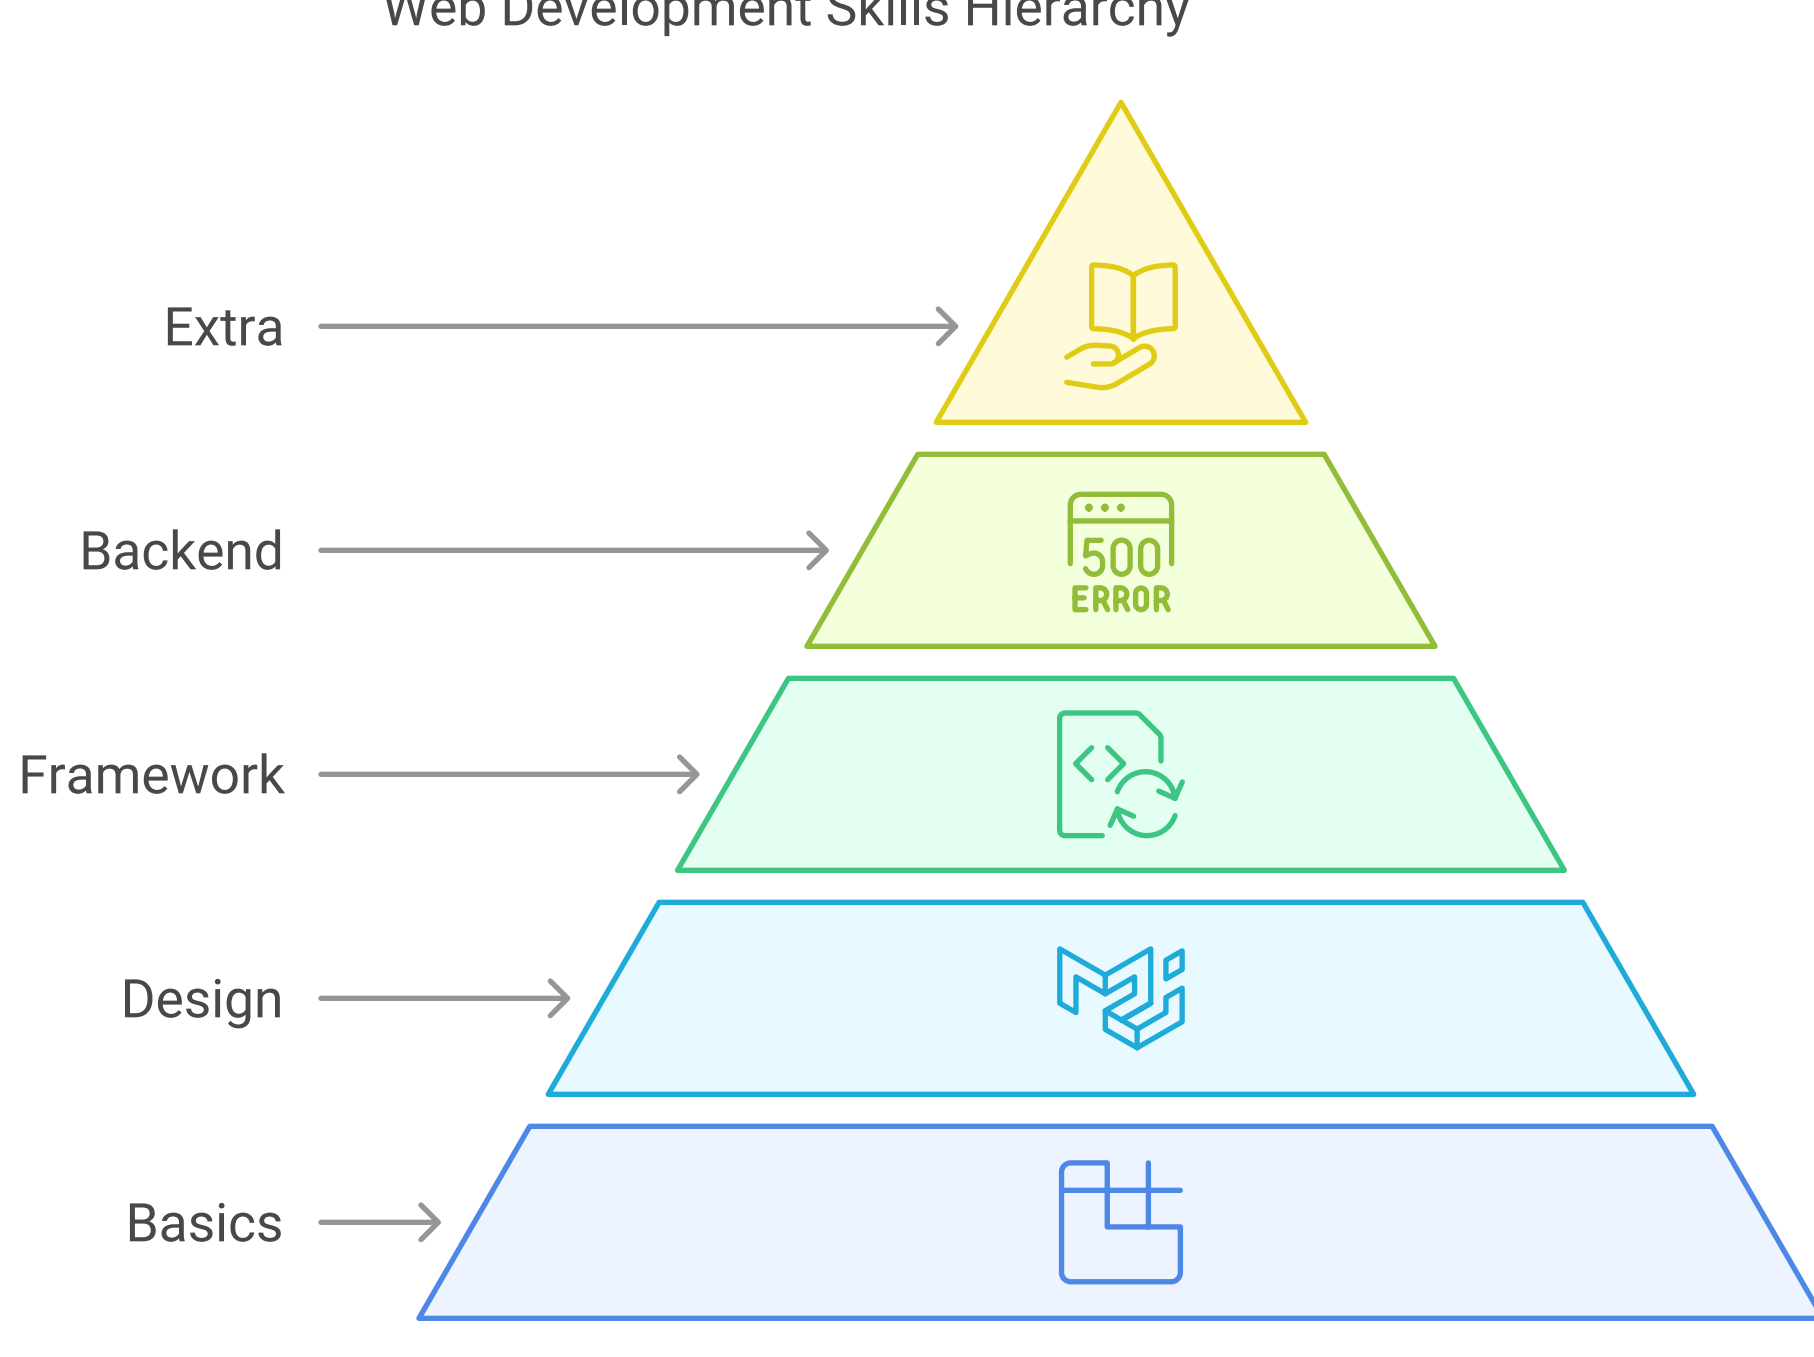 Web Development Skills Hierarchy
Extra
Backend
500
ERROR
Framework
Design
Basics